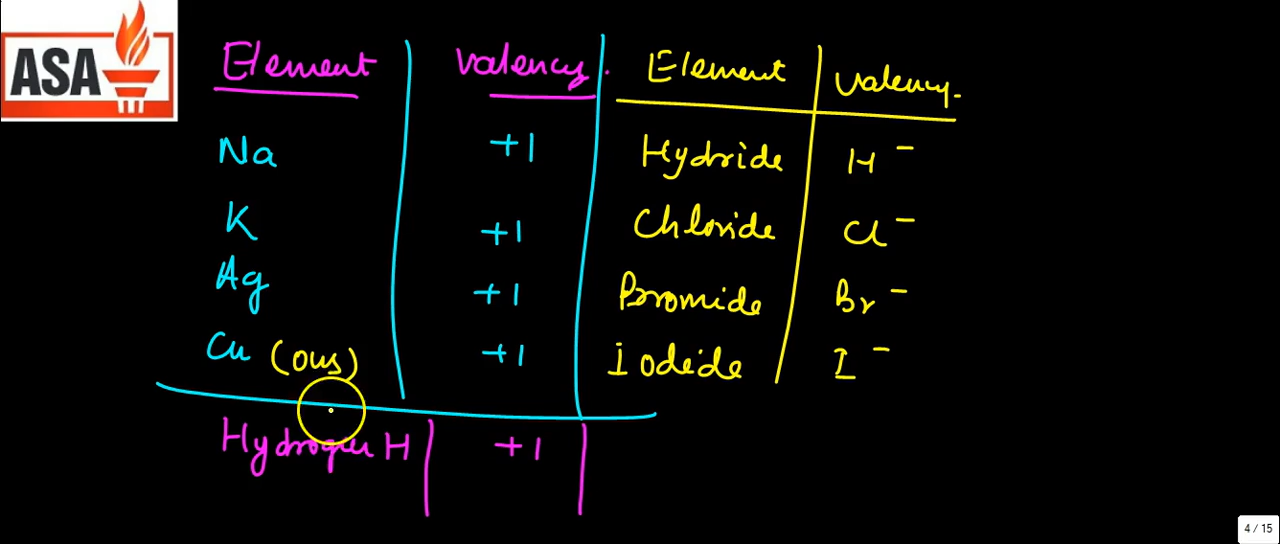 ASA
Element valency. Element valency.
Na +1 Hydride H⁻
K +1 Chloride Cl⁻
Ag +1 Bromide Br⁻
Cu (ous) +1 Iodide I⁻
Hydrogen H +1
4 / 15